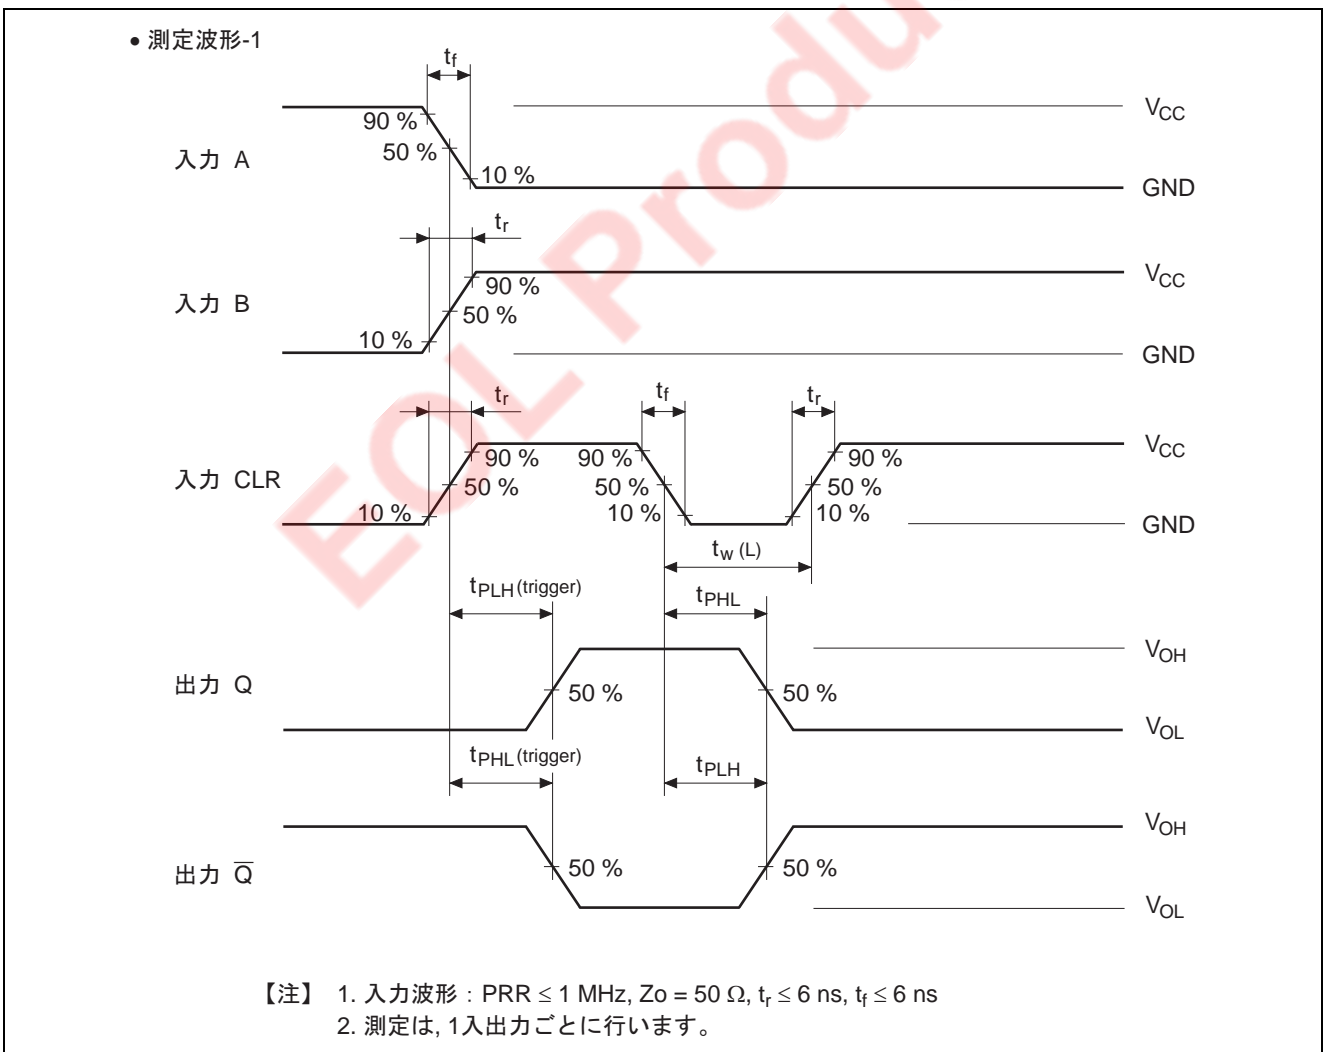 • 測定波形-1
tf
90 %
50 %
10 %
入力 A
VCC
GND
tr
90 %
50 %
10 %
入力 B
VCC
GND
tr
tf
tr
90 %
90 %
90 %
入力 CLR
50 %
50 %
50 %
10 %
10 %
10 %
VCC
GND
tw (L)
tPLH (trigger)
tPHL
出力 Q
50 %
50 %
VOH
VOL
tPHL (trigger)
tPLH
出力 Q̅
50 %
50 %
VOH
VOL
【注】 1. 入力波形：PRR ≤ 1 MHz, Zo = 50 Ω, tr ≤ 6 ns, tf ≤ 6 ns
2. 測定は, 1入出力ごとに行います。
EOL Produ